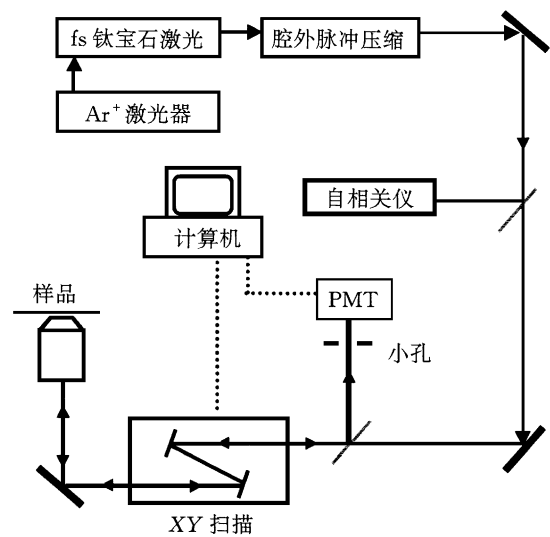 fs 钛宝石激光
腔外脉冲压缩
Ar⁺ 激光器
自相关仪
计算机
样品
PMT
小孔
XY 扫描